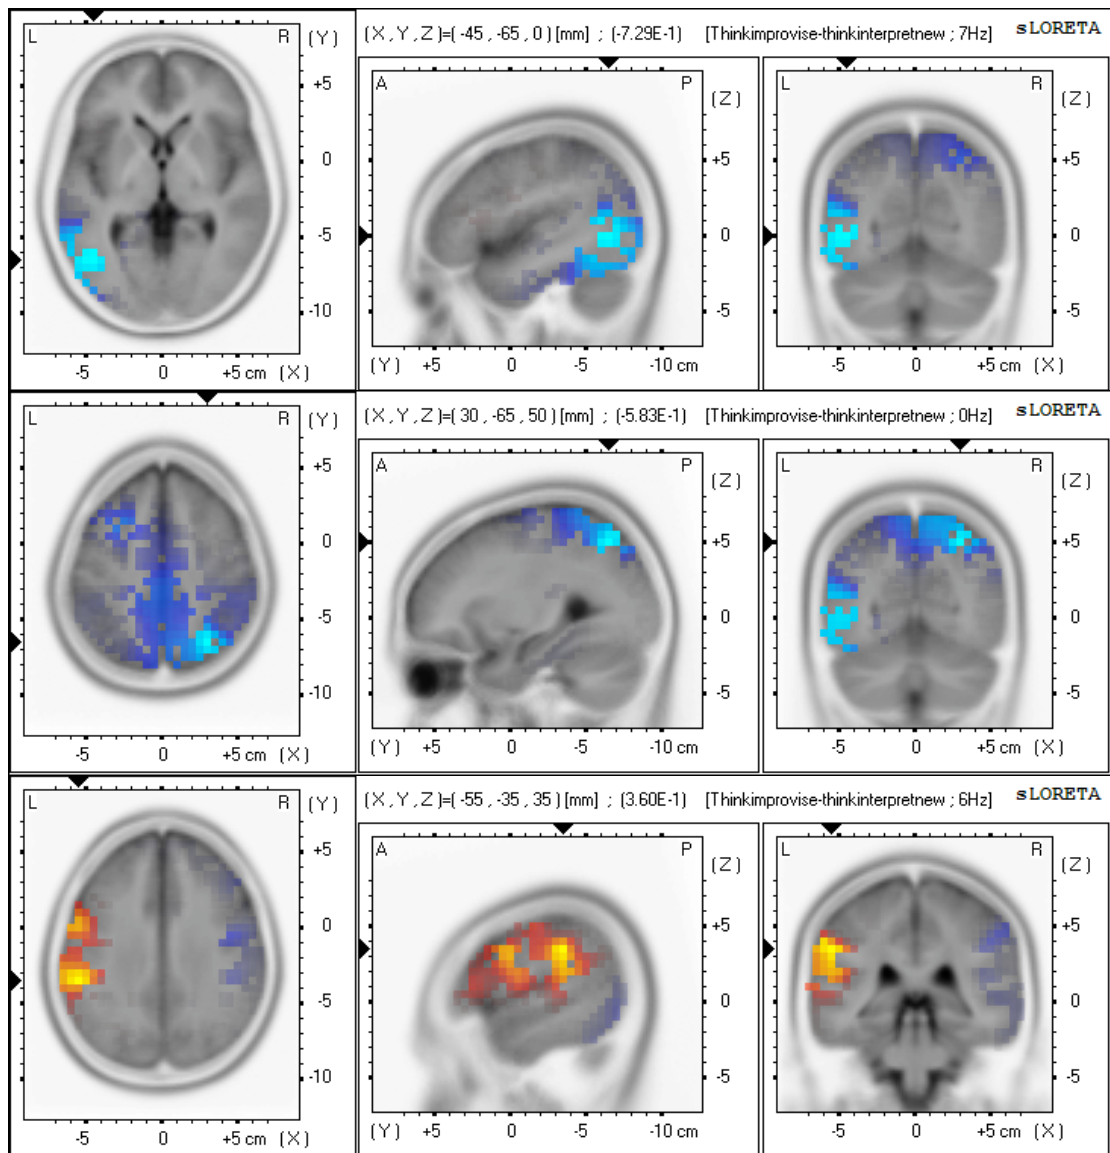 L R (Y) (X,Y,Z)=(-45,-65,0)[mm] ; (-7.29E-1) [Thinkimprovise-thinkinterpretnew ; 7Hz] sLORETA
+5
0
-5
-10
-5 0 +5 cm (X)
A P (Z)
+5
0
-5
(Y) +5 0 -5 -10 cm
L R (Z)
+5
0
-5
-5 0 +5 cm (X)
L R (Y) (X,Y,Z)=(30,-65,50)[mm] ; (-5.83E-1) [Thinkimprovise-thinkinterpretnew ; 0Hz] sLORETA
+5
0
-5
-10
-5 0 +5 cm (X)
A P (Z)
+5
0
-5
(Y) +5 0 -5 -10 cm
L R (Z)
+5
0
-5
-5 0 +5 cm (X)
L R (Y) (X,Y,Z)=(-55,-35,35)[mm] ; (3.60E-1) [Thinkimprovise-thinkinterpretnew ; 6Hz] sLORETA
+5
0
-5
-10
-5 0 +5 cm (X)
A P (Z)
+5
0
-5
(Y) +5 0 -5 -10 cm
L R (Z)
+5
0
-5
-5 0 +5 cm (X)